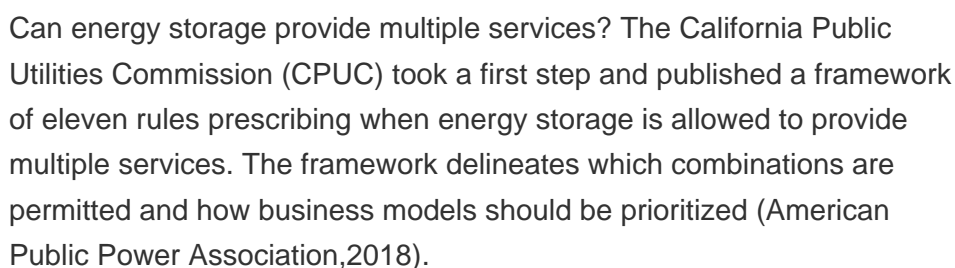 Can energy storage provide multiple services? The California Public
Utilities Commission (CPUC) took a first step and published a framework
of eleven rules prescribing when energy storage is allowed to provide
multiple services. The framework delineates which combinations are
permitted and how business models should be prioritized (American
Public Power Association,2018).